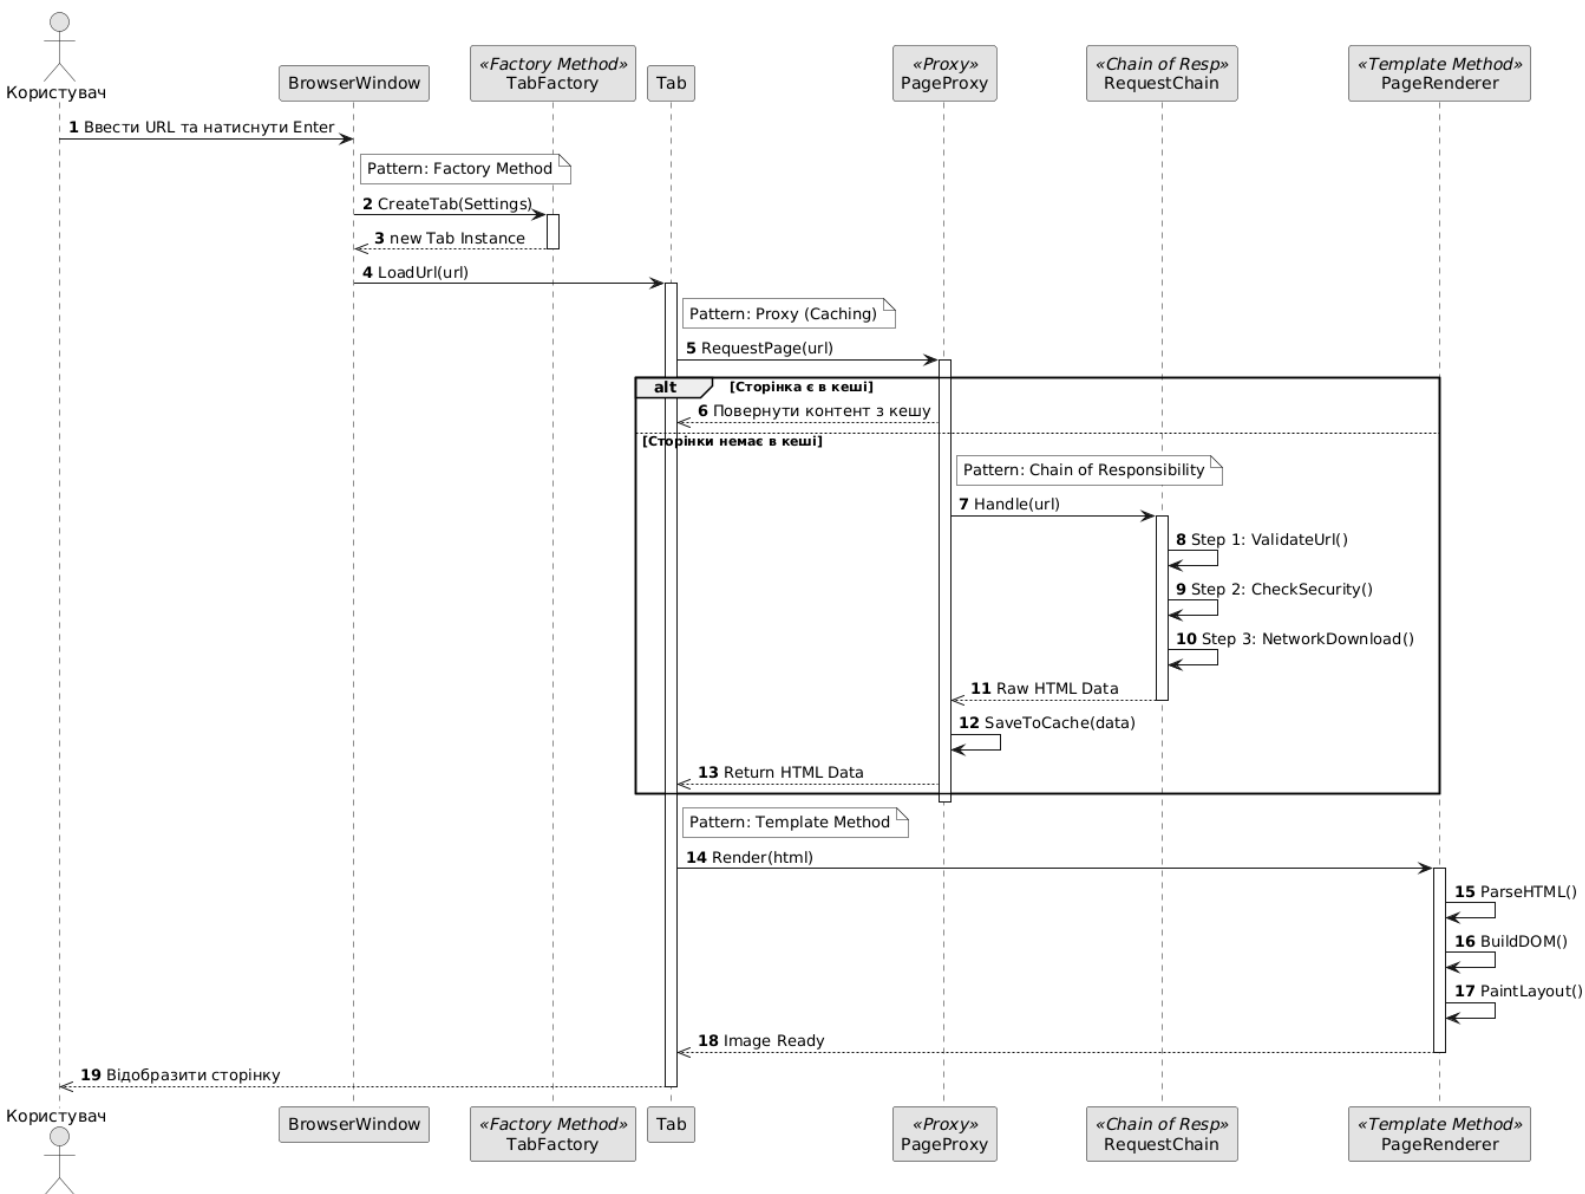 Користувач
BrowserWindow
«Factory Method»
TabFactory
Tab
«Proxy»
PageProxy
«Chain of Resp»
RequestChain
«Template Method»
PageRenderer
1 Ввести URL та натиснути Enter
Pattern: Factory Method
2 CreateTab(Settings)
3 new Tab Instance
4 LoadUrl(url)
Pattern: Proxy (Caching)
5 RequestPage(url)
alt [Сторінка є в кеші]
6 Повернути контент з кешу
[Сторінки немає в кеші]
Pattern: Chain of Responsibility
7 Handle(url)
8 Step 1: ValidateUrl()
9 Step 2: CheckSecurity()
10 Step 3: NetworkDownload()
11 Raw HTML Data
12 SaveToCache(data)
13 Return HTML Data
Pattern: Template Method
14 Render(html)
15 ParseHTML()
16 BuildDOM()
17 PaintLayout()
18 Image Ready
19 Відобразити сторінку
Користувач
BrowserWindow
«Factory Method»
TabFactory
Tab
«Proxy»
PageProxy
«Chain of Resp»
RequestChain
«Template Method»
PageRenderer